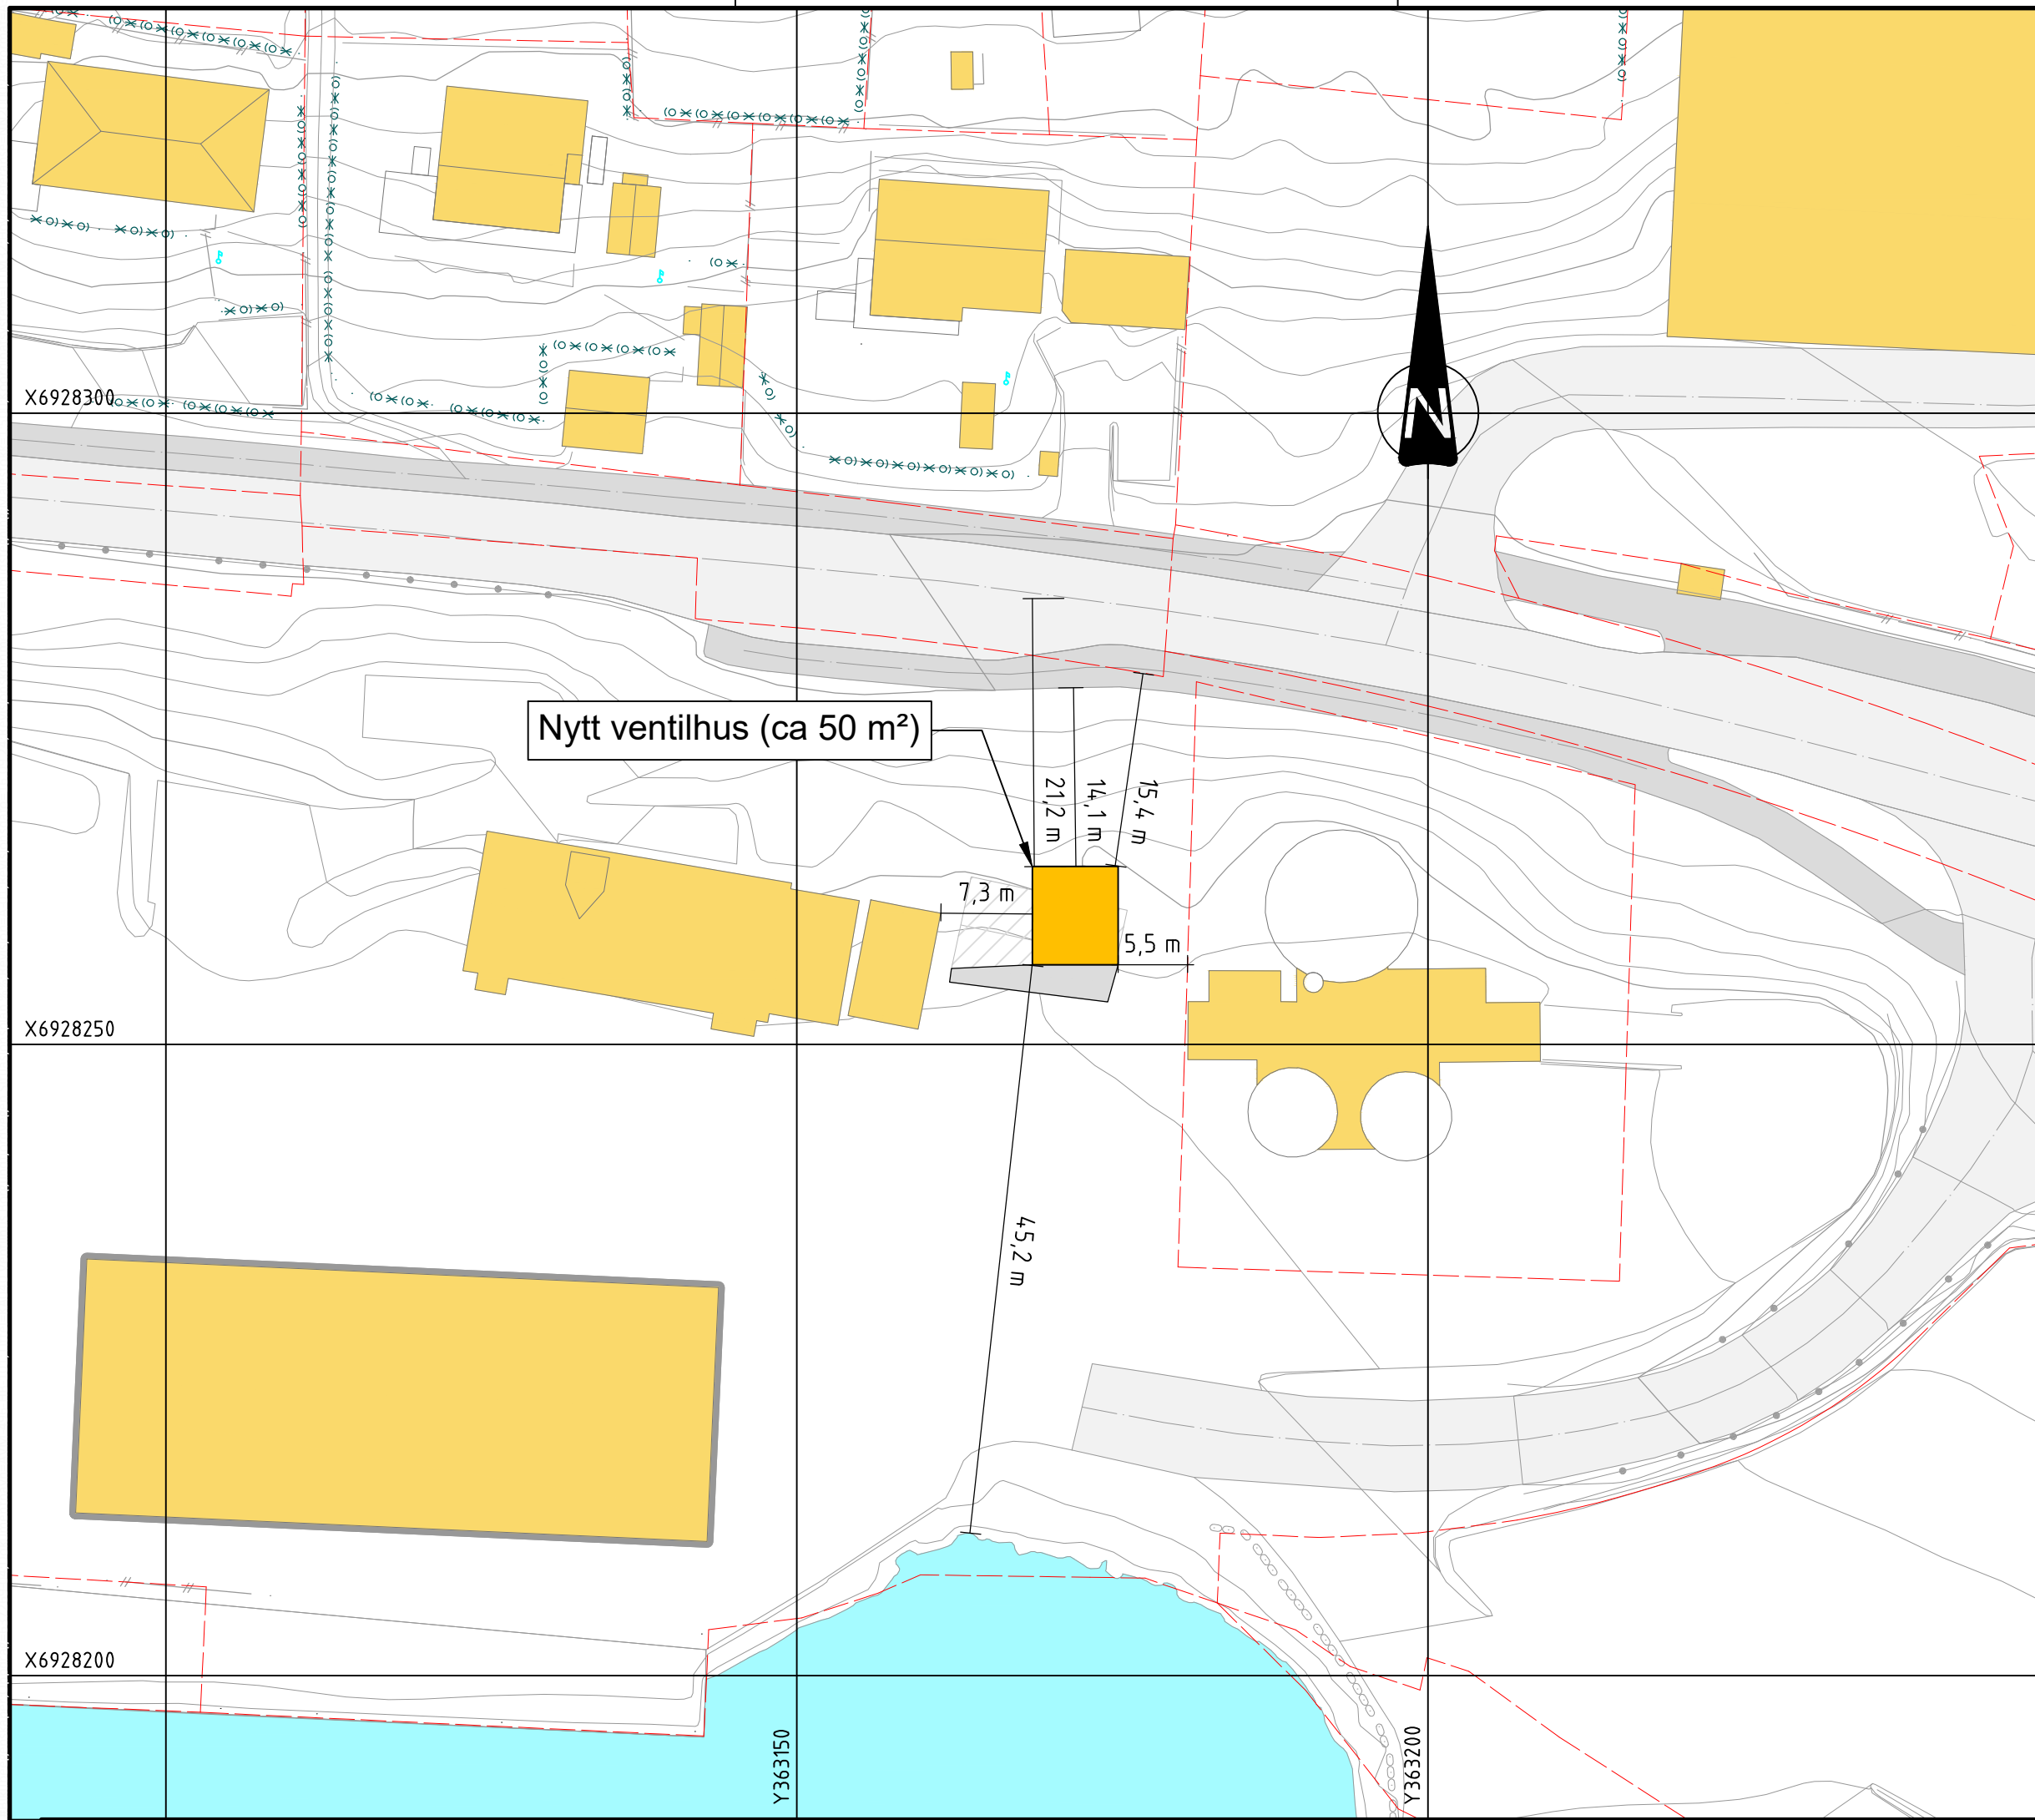 N
X6928300
Nytt ventilhus (ca 50 m²)
21,2 m
14,1 m
15,4 m
7,3 m
5,5 m
X6928250
45,2 m
X6928200
Y363150
Y363200